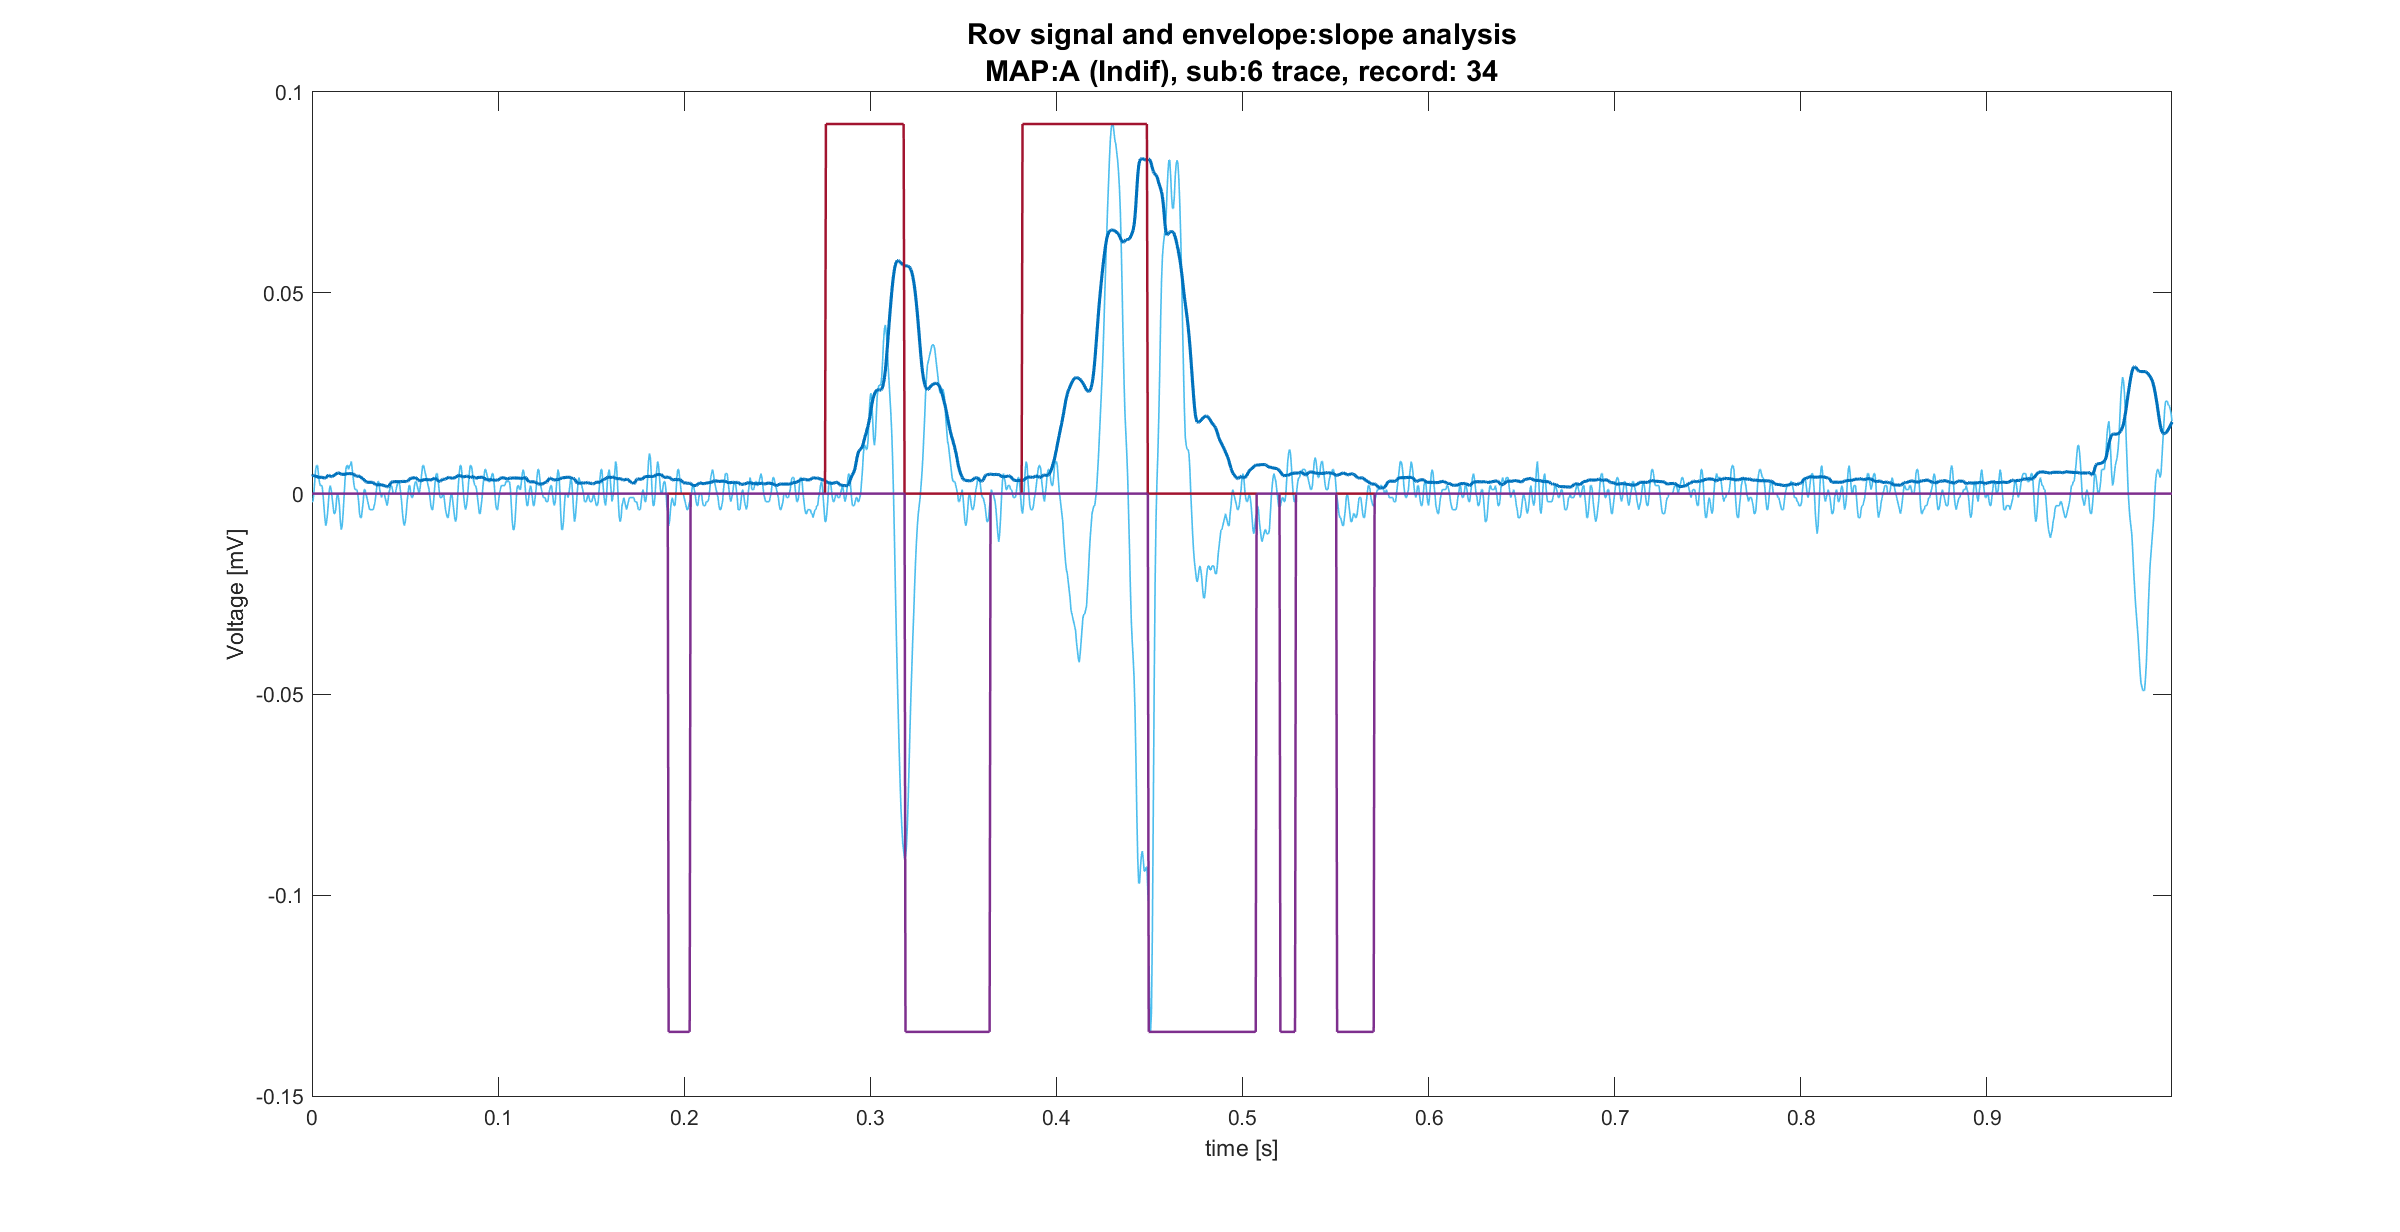 Rov signal and envelope:slope analysis
MAP:A (Indif), sub:6 trace, record: 34
0.1
0.05
0
-0.05
-0.1
-0.15
Voltage [mV]
0 0.1 0.2 0.3 0.4 0.5 0.6 0.7 0.8 0.9
time [s]